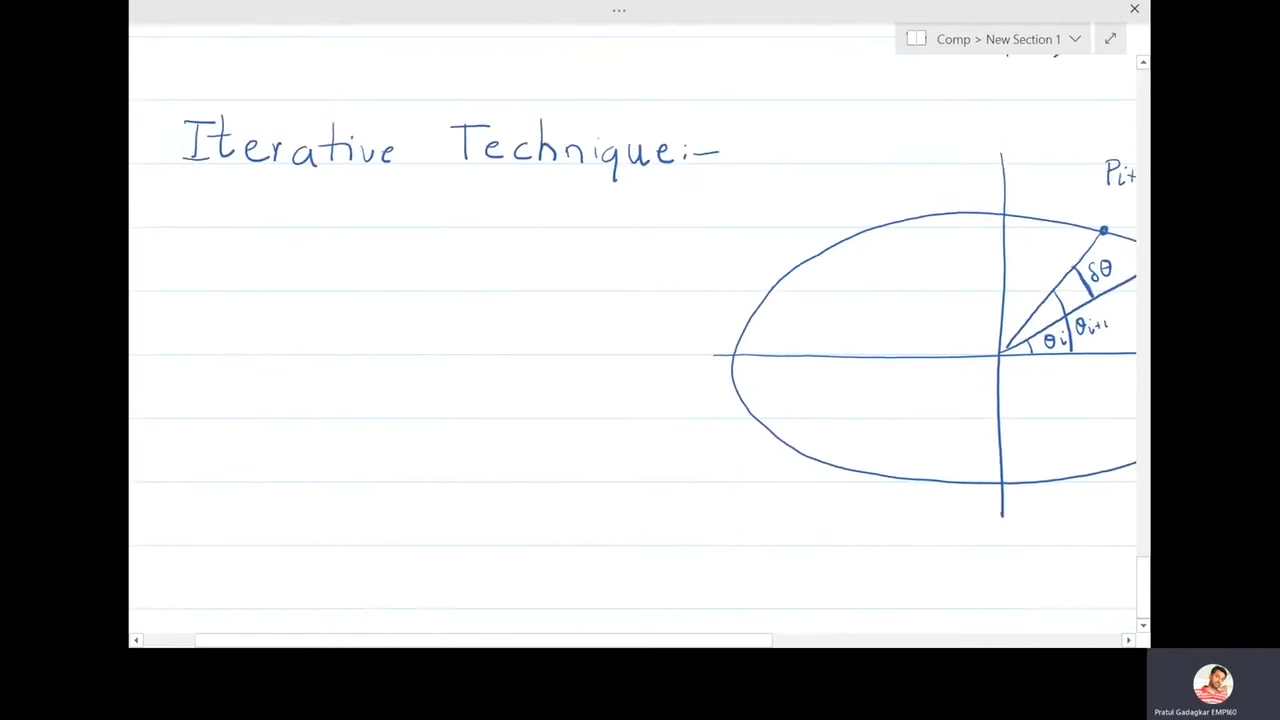 Comp > New Section 1
Iterative Technique:-
Pi+
δθ
θi+1
θi
Pratul Gadagkar EMP160